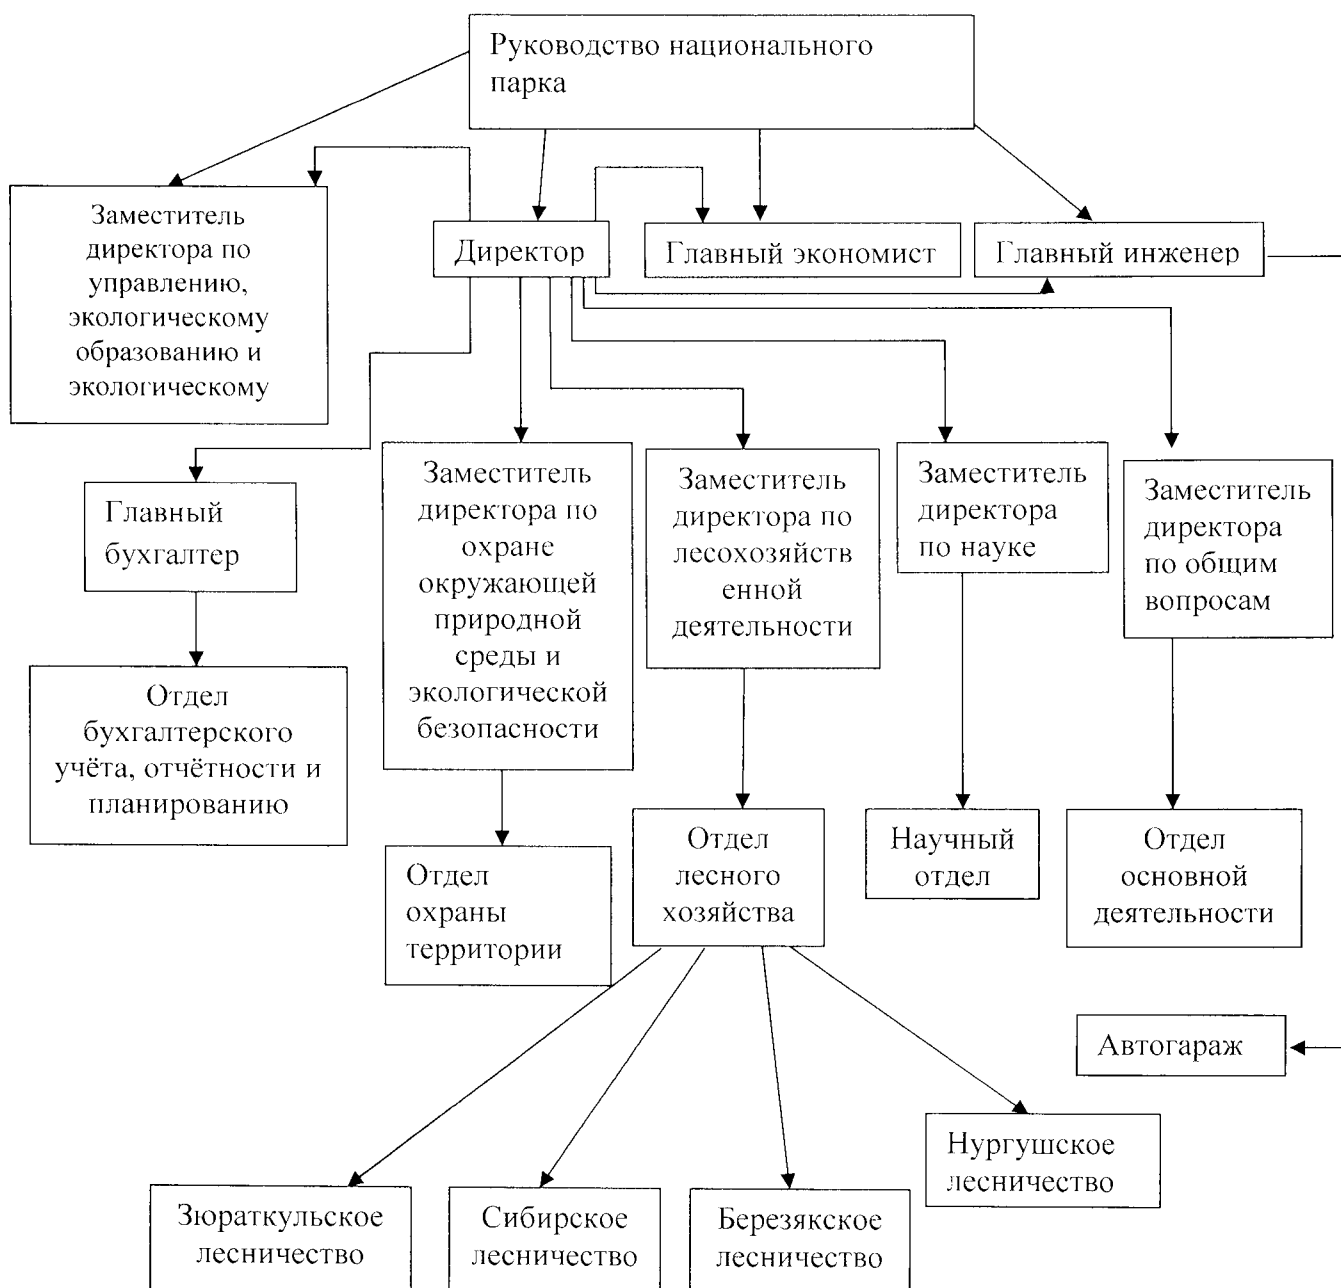 Руководство национального
парка
Заместитель
директора по
управлению,
экологическому
образованию и
экологическому
Директор
Главный экономист
Главный инженер
Главный
бухгалтер
Заместитель
директора по
охране
окружающей
природной
среды и
экологической
безопасности
Заместитель
директора по
лесохозяйств
енной
деятельности
Заместитель
директора
по науке
Заместитель
директора
по общим
вопросам
Отдел
бухгалтерского
учёта, отчётности и
планированию
Отдел
охраны
территории
Отдел
лесного
хозяйства
Научный
отдел
Отдел
основной
деятельности
Автогараж
Зюраткульское
лесничество
Сибирское
лесничество
Березякское
лесничество
Нургушское
лесничество